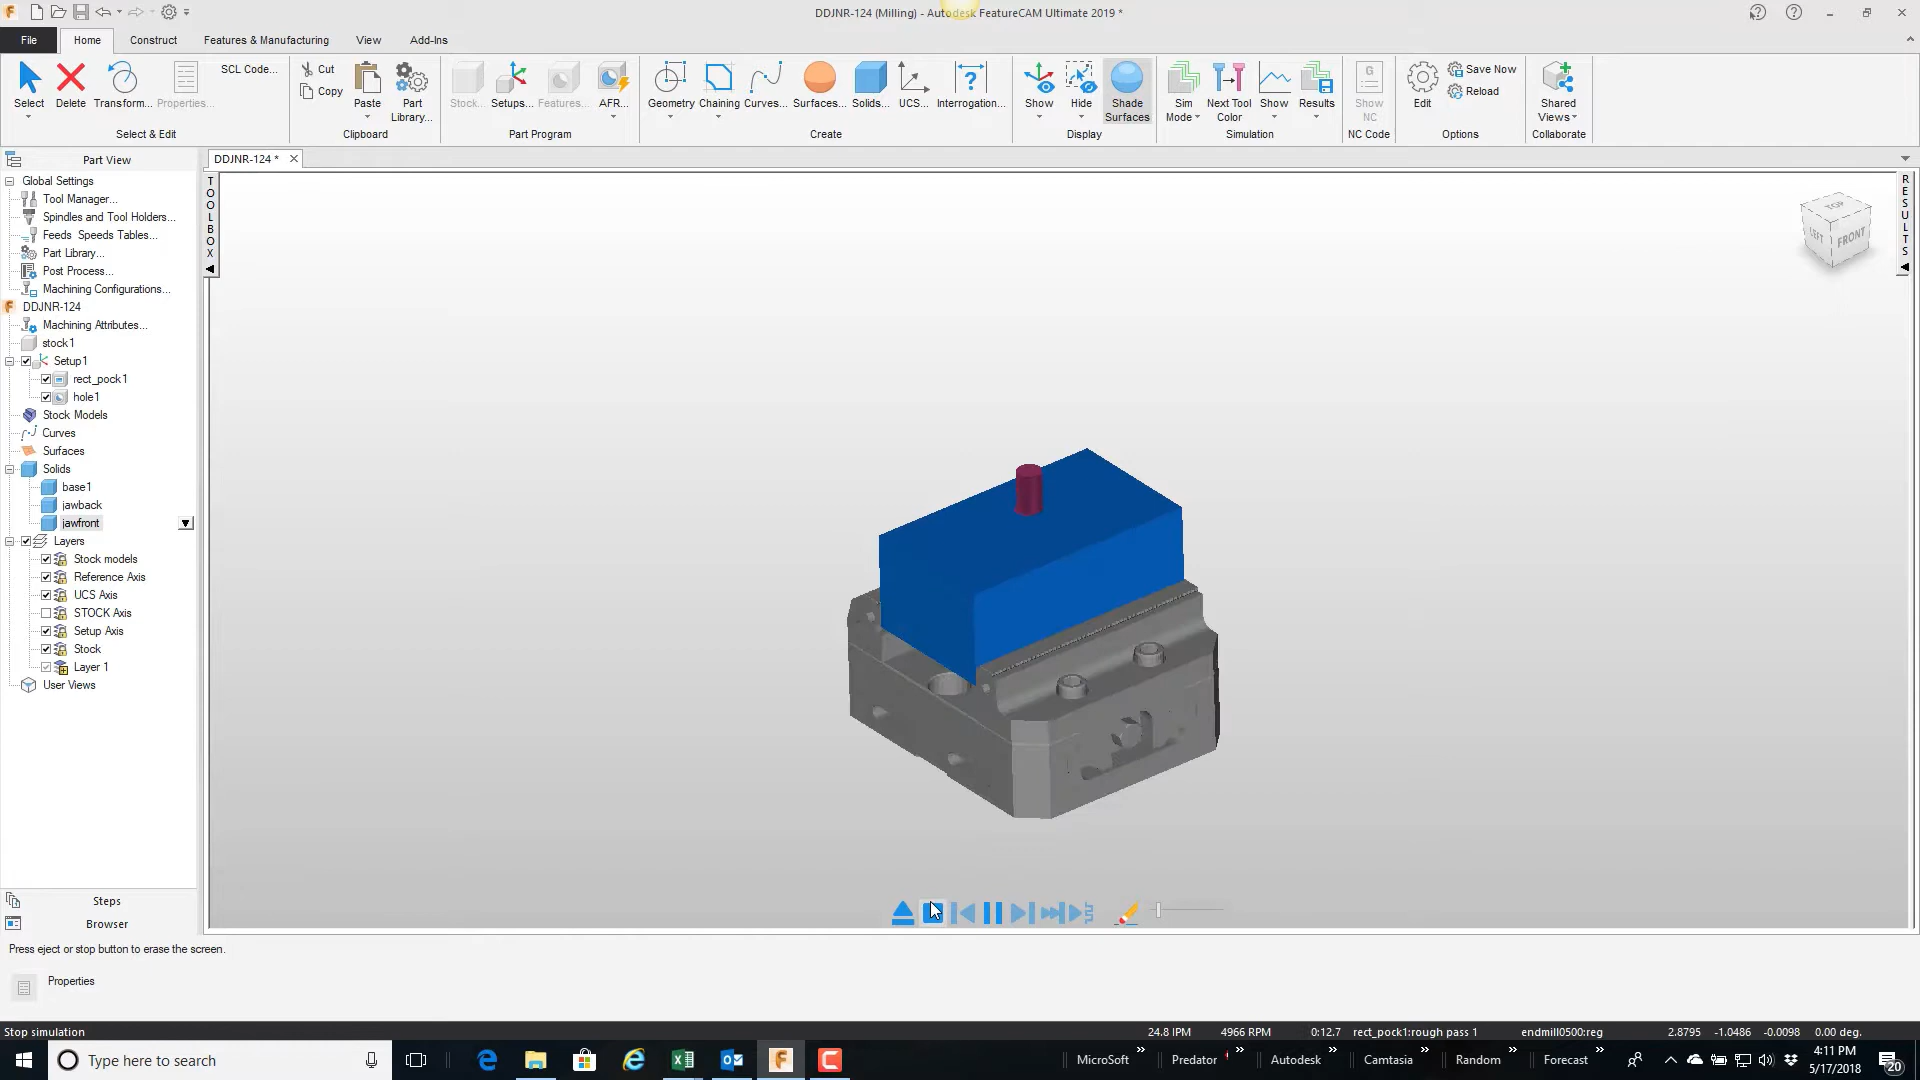 DDJNR-124 (Milling) - Autodesk FeatureCAM Ultimate 2019 *
File Home Construct Features & Manufacturing View Add-Ins
Select Delete Transform... Properties... SCL Code...
Select & Edit
Cut
Copy
Paste
Part Library...
Clipboard
Stock... Setups... Features... AFR...
Part Program
Geometry Chaining Curves... Surfaces... Solids... UCS... Interrogation...
Create
Show Hide Shade Surfaces
Display
Sim Mode Next Tool Color Show Results
Simulation
G
Show NC
NC Code
Edit
Save Now
Reload
Options
Shared Views
Collaborate
Part View
DDJNR-124 *
Global Settings
Tool Manager...
Spindles and Tool Holders...
Feeds Speeds Tables...
Part Library...
Post Process...
Machining Configurations...
DDJNR-124
Machining Attributes...
stock1
Setup1
rect_pock1
hole1
Stock Models
Curves
Surfaces
Solids
base1
jawback
jawfront
Layers
Stock models
Reference Axis
UCS Axis
STOCK Axis
Setup Axis
Stock
Layer 1
User Views
Steps
Browser
TOOLBOX
TOP
LEFT
FRONT
RESULTS
Press eject or stop button to erase the screen.
Properties
Stop simulation 24.8 IPM 4966 RPM 0:12.7 rect_pock1:rough pass 1 endmill0500:reg 2.8795 -1.0486 -0.0098 0.00 deg.
Type here to search
MicroSoft » Predator » Autodesk » Camtasia » Random » Forecast »
4:11 PM
5/17/2018
20